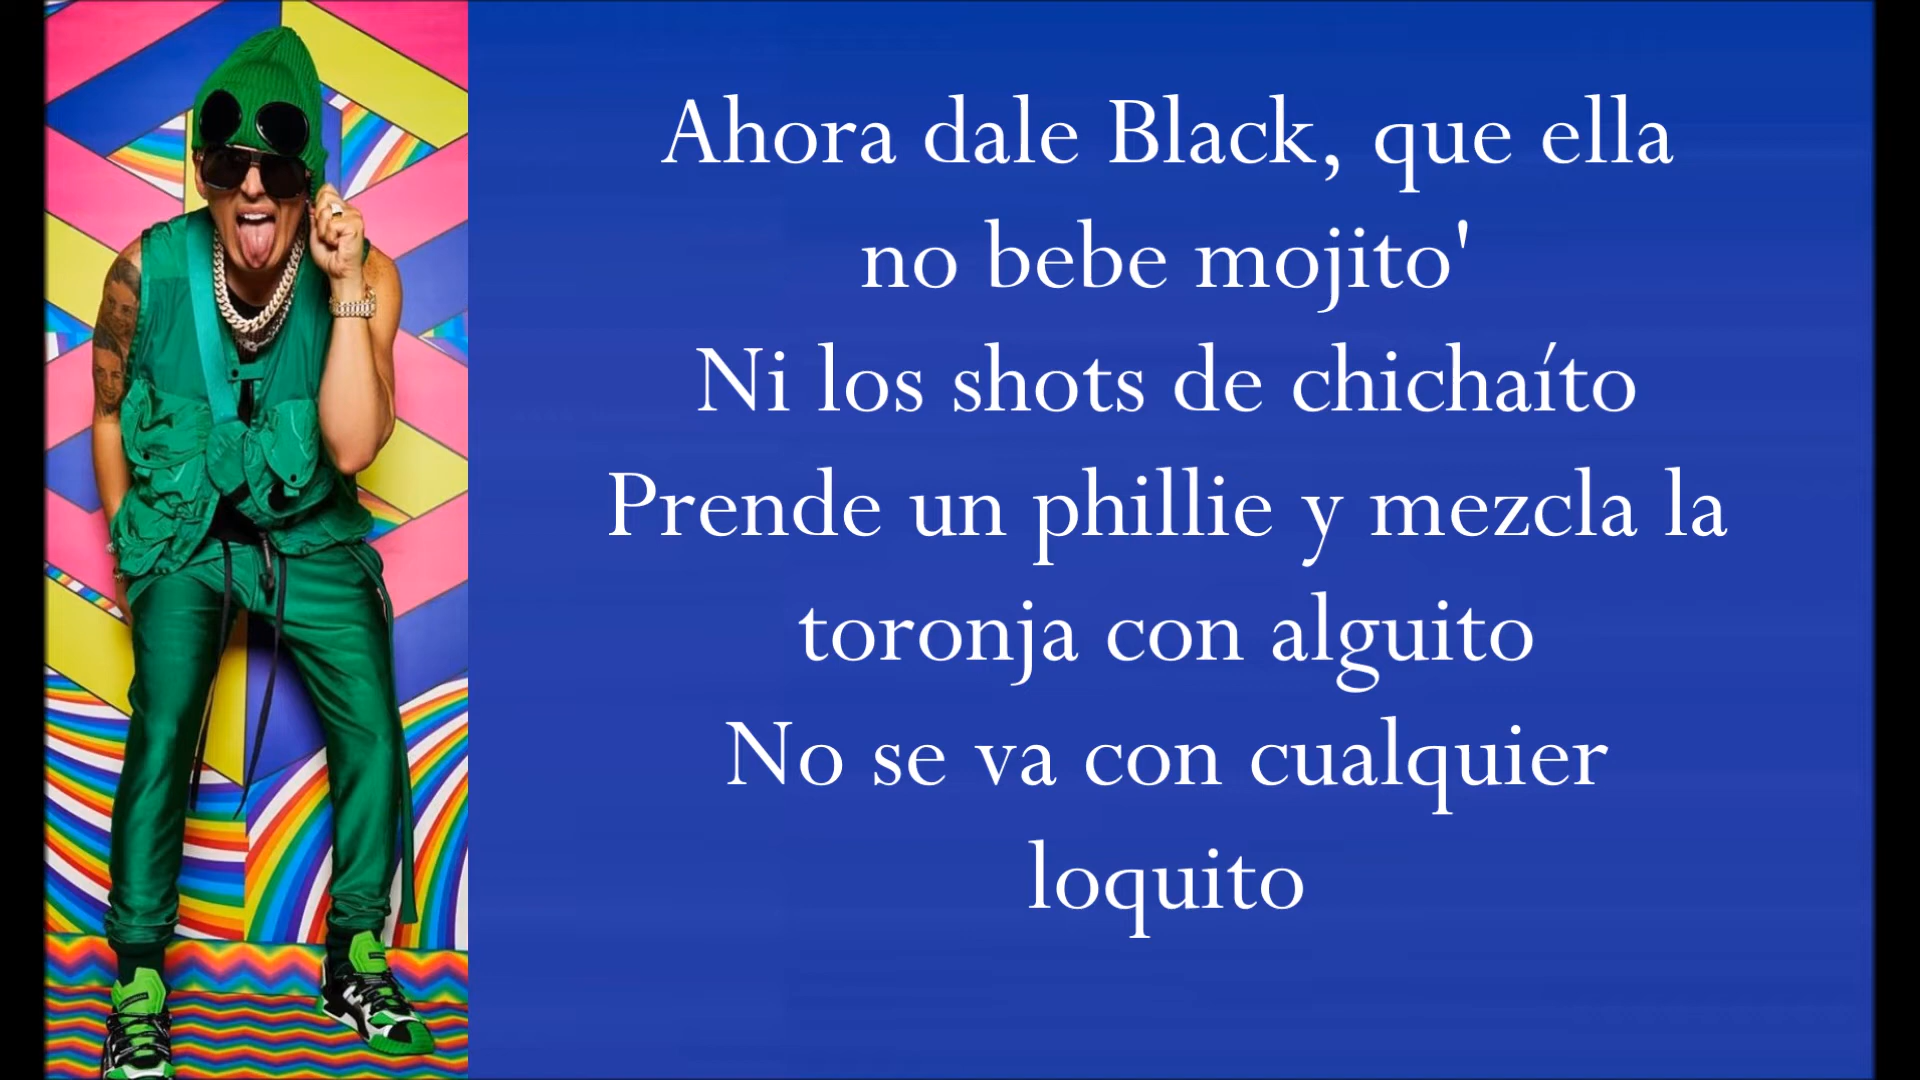 Ahora dale Black, que ella
no bebe mojito'
Ni los shots de chichaíto
Prende un phillie y mezcla la
toronja con alguito
No se va con cualquier
loquito